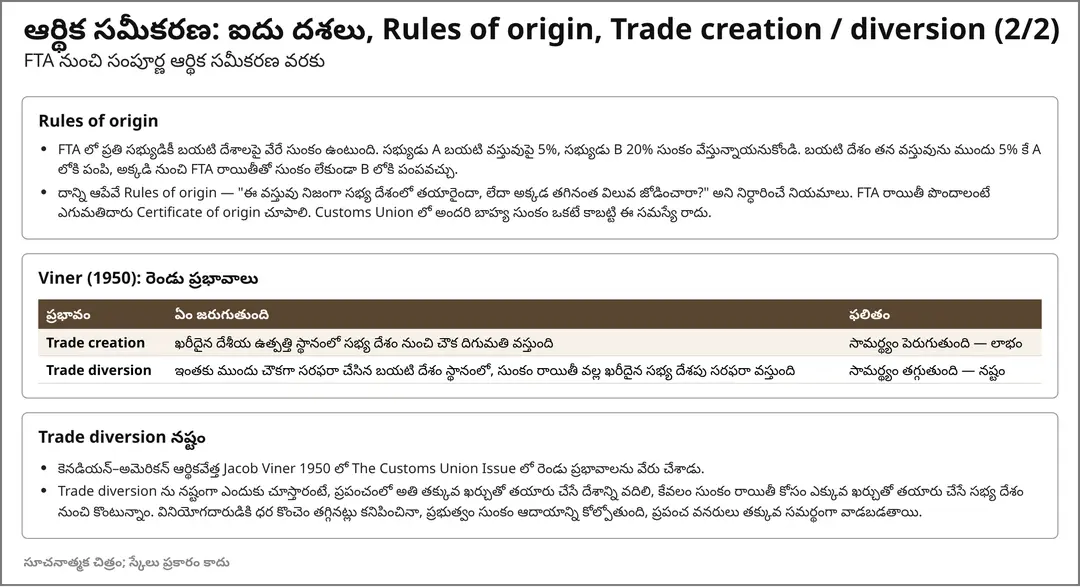 ఆర్థిక సమీకరణ: ఐదు దశలు, Rules of origin, Trade creation / diversion (2/2)
FTA నుంచి సంపూర్ణ ఆర్థిక సమీకరణ వరకు
Rules of origin
• FTA లో ప్రతి సభ్యుడికీ బయటి దేశాలపై వేరే సుంకం ఉంటుంది. సభ్యుడు A బయటి వస్తువుపై 5%, సభ్యుడు B 20% సుంకం వేస్తున్నాయనుకోండి. బయటి దేశం తన వస్తువును ముందు 5% కే A
లోకి పంపి, అక్కడి నుంచి FTA రాయితీతో సుంకం లేకుండా B లోకి పంపవచ్చు.
• దాన్ని ఆపేవే Rules of origin — "ఈ వస్తువు నిజంగా సభ్య దేశంలో తయారైందా, లేదా అక్కడ తగినంత విలువ జోడించారా?" అని నిర్ధారించే నియమాలు. FTA రాయితీ పొందాలంటే
ఎగుమతిదారు Certificate of origin చూపాలి. Customs Union లో అందరి బాహ్య సుంకం ఒకటే కాబట్టి ఈ సమస్యే రాదు.
Viner (1950): రెండు ప్రభావాలు
ప్రభావం ఏం జరుగుతుంది ఫలితం
Trade creation ఖరీదైన దేశీయ ఉత్పత్తి స్థానంలో సభ్య దేశం నుంచి చౌక దిగుమతి వస్తుంది సామర్థ్యం పెరుగుతుంది — లాభం
Trade diversion ఇంతకు ముందు చౌకగా సరఫరా చేసిన బయటి దేశం స్థానంలో, సుంకం రాయితీ వల్ల ఖరీదైన సభ్య దేశపు సరఫరా వస్తుంది సామర్థ్యం తగ్గుతుంది — నష్టం
Trade diversion నష్టం
• కెనడియన్–అమెరికన్ ఆర్థికవేత్త Jacob Viner 1950 లో The Customs Union Issue లో రెండు ప్రభావాలను వేరు చేశాడు.
• Trade diversion ను నష్టంగా ఎందుకు చూస్తారంటే, ప్రపంచంలో అతి తక్కువ ఖర్చుతో తయారు చేసే దేశాన్ని వదిలి, కేవలం సుంకం రాయితీ కోసం ఎక్కువ ఖర్చుతో తయారు చేసే సభ్య దేశం
నుంచి కొంటున్నాం. వినియోగదారుడికి ధర కొంచెం తగ్గినట్లు కనిపించినా, ప్రభుత్వం సుంకం ఆదాయాన్ని కోల్పోతుంది, ప్రపంచ వనరులు తక్కువ సమర్థంగా వాడబడతాయి.
సూచనాత్మక చిత్రం; స్కేలు ప్రకారం కాదు